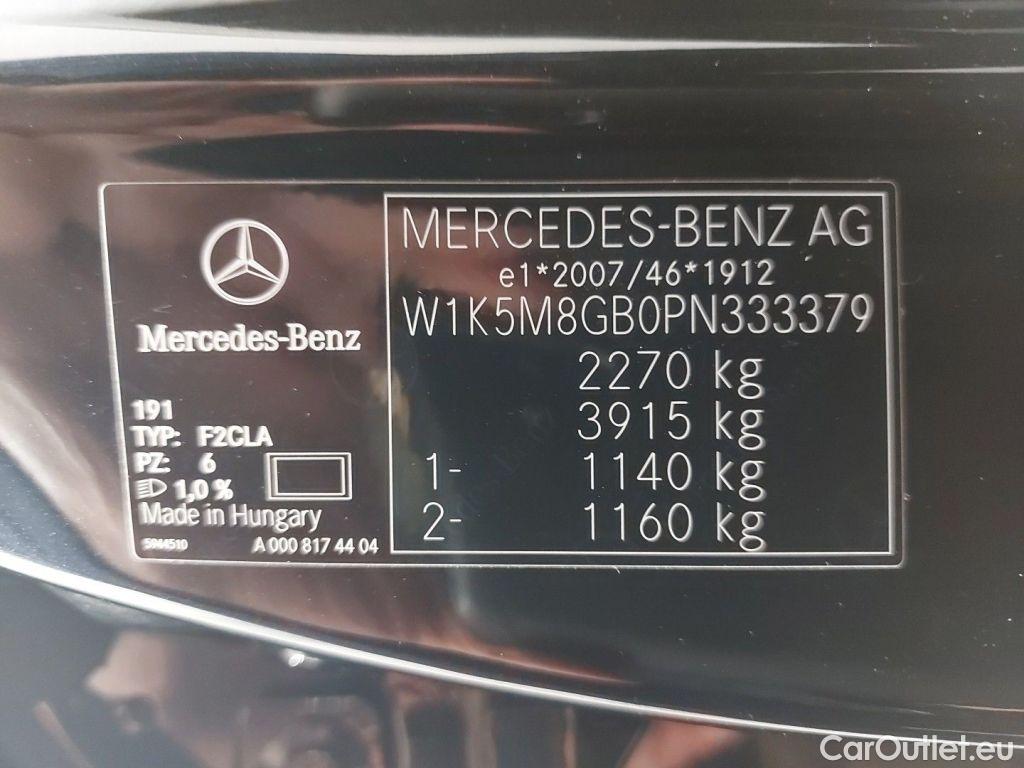 Mercedes-Benz
191
TYP: F2CLA
PZ: 6
1,0 %
Made in Hungary
5944510 A 000 817 44 04
MERCEDES-BENZ AG
e1*2007/46*1912
W1K5M8GB0PN333379
2270 kg
3915 kg
1- 1140 kg
2- 1160 kg
CarOutlet.eu